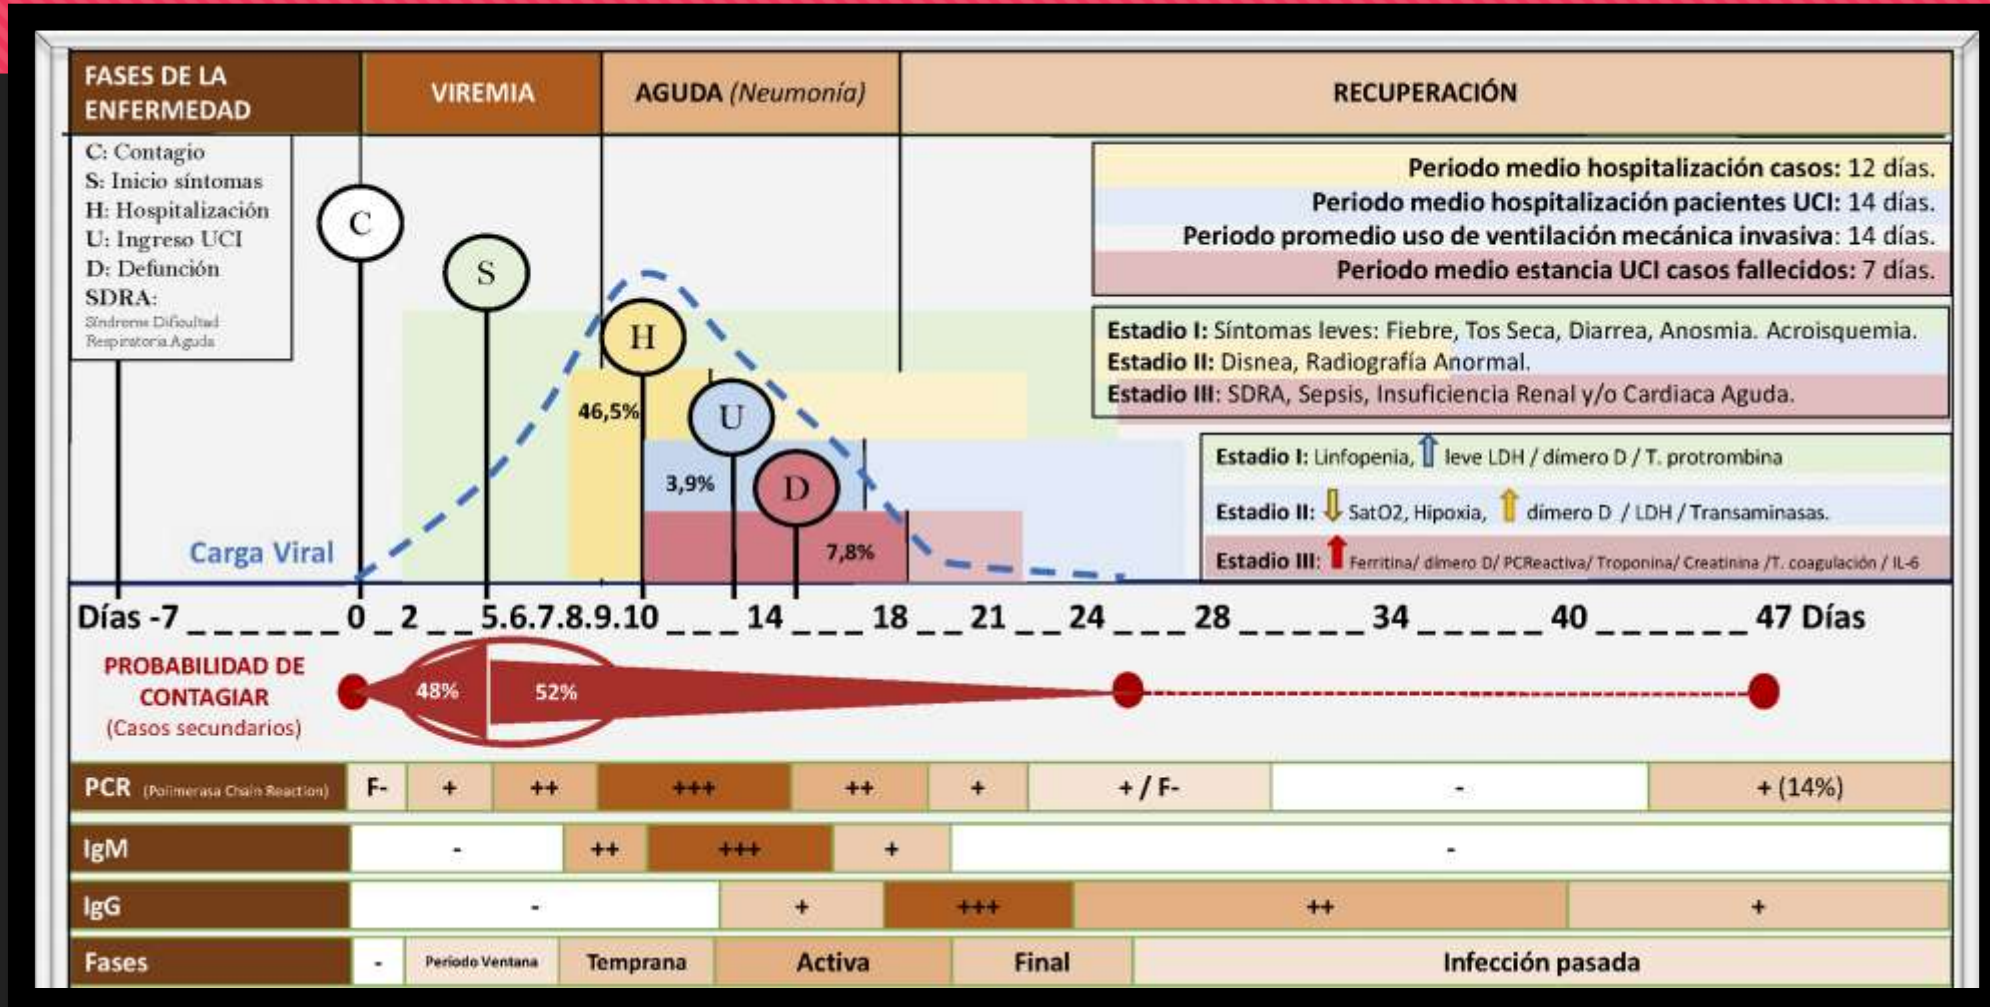 FASES DE LA
ENFERMEDAD
VIREMIA
AGUDA (Neumonía)
RECUPERACIÓN
C: Contagio
S: Inicio síntomas
H: Hospitalización
U: Ingreso UCI
D: Defunción
SDRA:
Síndrome Dificultad
Respiratoria Aguda
C
S
H
U
D
46,5%
3,9%
7,8%
Carga Viral
Periodo medio hospitalización casos: 12 días.
Periodo medio hospitalización pacientes UCI: 14 días.
Periodo promedio uso de ventilación mecánica invasiva: 14 días.
Periodo medio estancia UCI casos fallecidos: 7 días.
Estadio I: Síntomas leves: Fiebre, Tos Seca, Diarrea, Anosmia. Acroisquemia.
Estadio II: Disnea, Radiografía Anormal.
Estadio III: SDRA, Sepsis, Insuficiencia Renal y/o Cardiaca Aguda.
Estadio I: Linfopenia, ⇧ leve LDH / dímero D / T. protrombina
Estadio II: ⇩ SatO2, Hipoxia, ⇧ dímero D / LDH / Transaminasas.
Estadio III: ⬆ Ferritina/ dímero D/ PCReactiva/ Troponina/ Creatinina /T. coagulación / IL-6
Días -7 _ _ _ _ _ _ 0 _ 2 _ _ 5.6.7.8.9.10 _ _ _ 14 _ _ _ 18 _ _ 21 _ _ 24 _ _ _ 28 _ _ _ _ _ 34 _ _ _ _ _ 40 _ _ _ _ _ _ 47 Días
PROBABILIDAD DE
CONTAGIAR
(Casos secundarios)
48%
52%
PCR (Polimerasa Chain Reaction) F- + ++ +++ ++ + + / F- - + (14%)
IgM - ++ +++ + -
IgG - + +++ ++ +
Fases - Período Ventana Temprana Activa Final Infección pasada